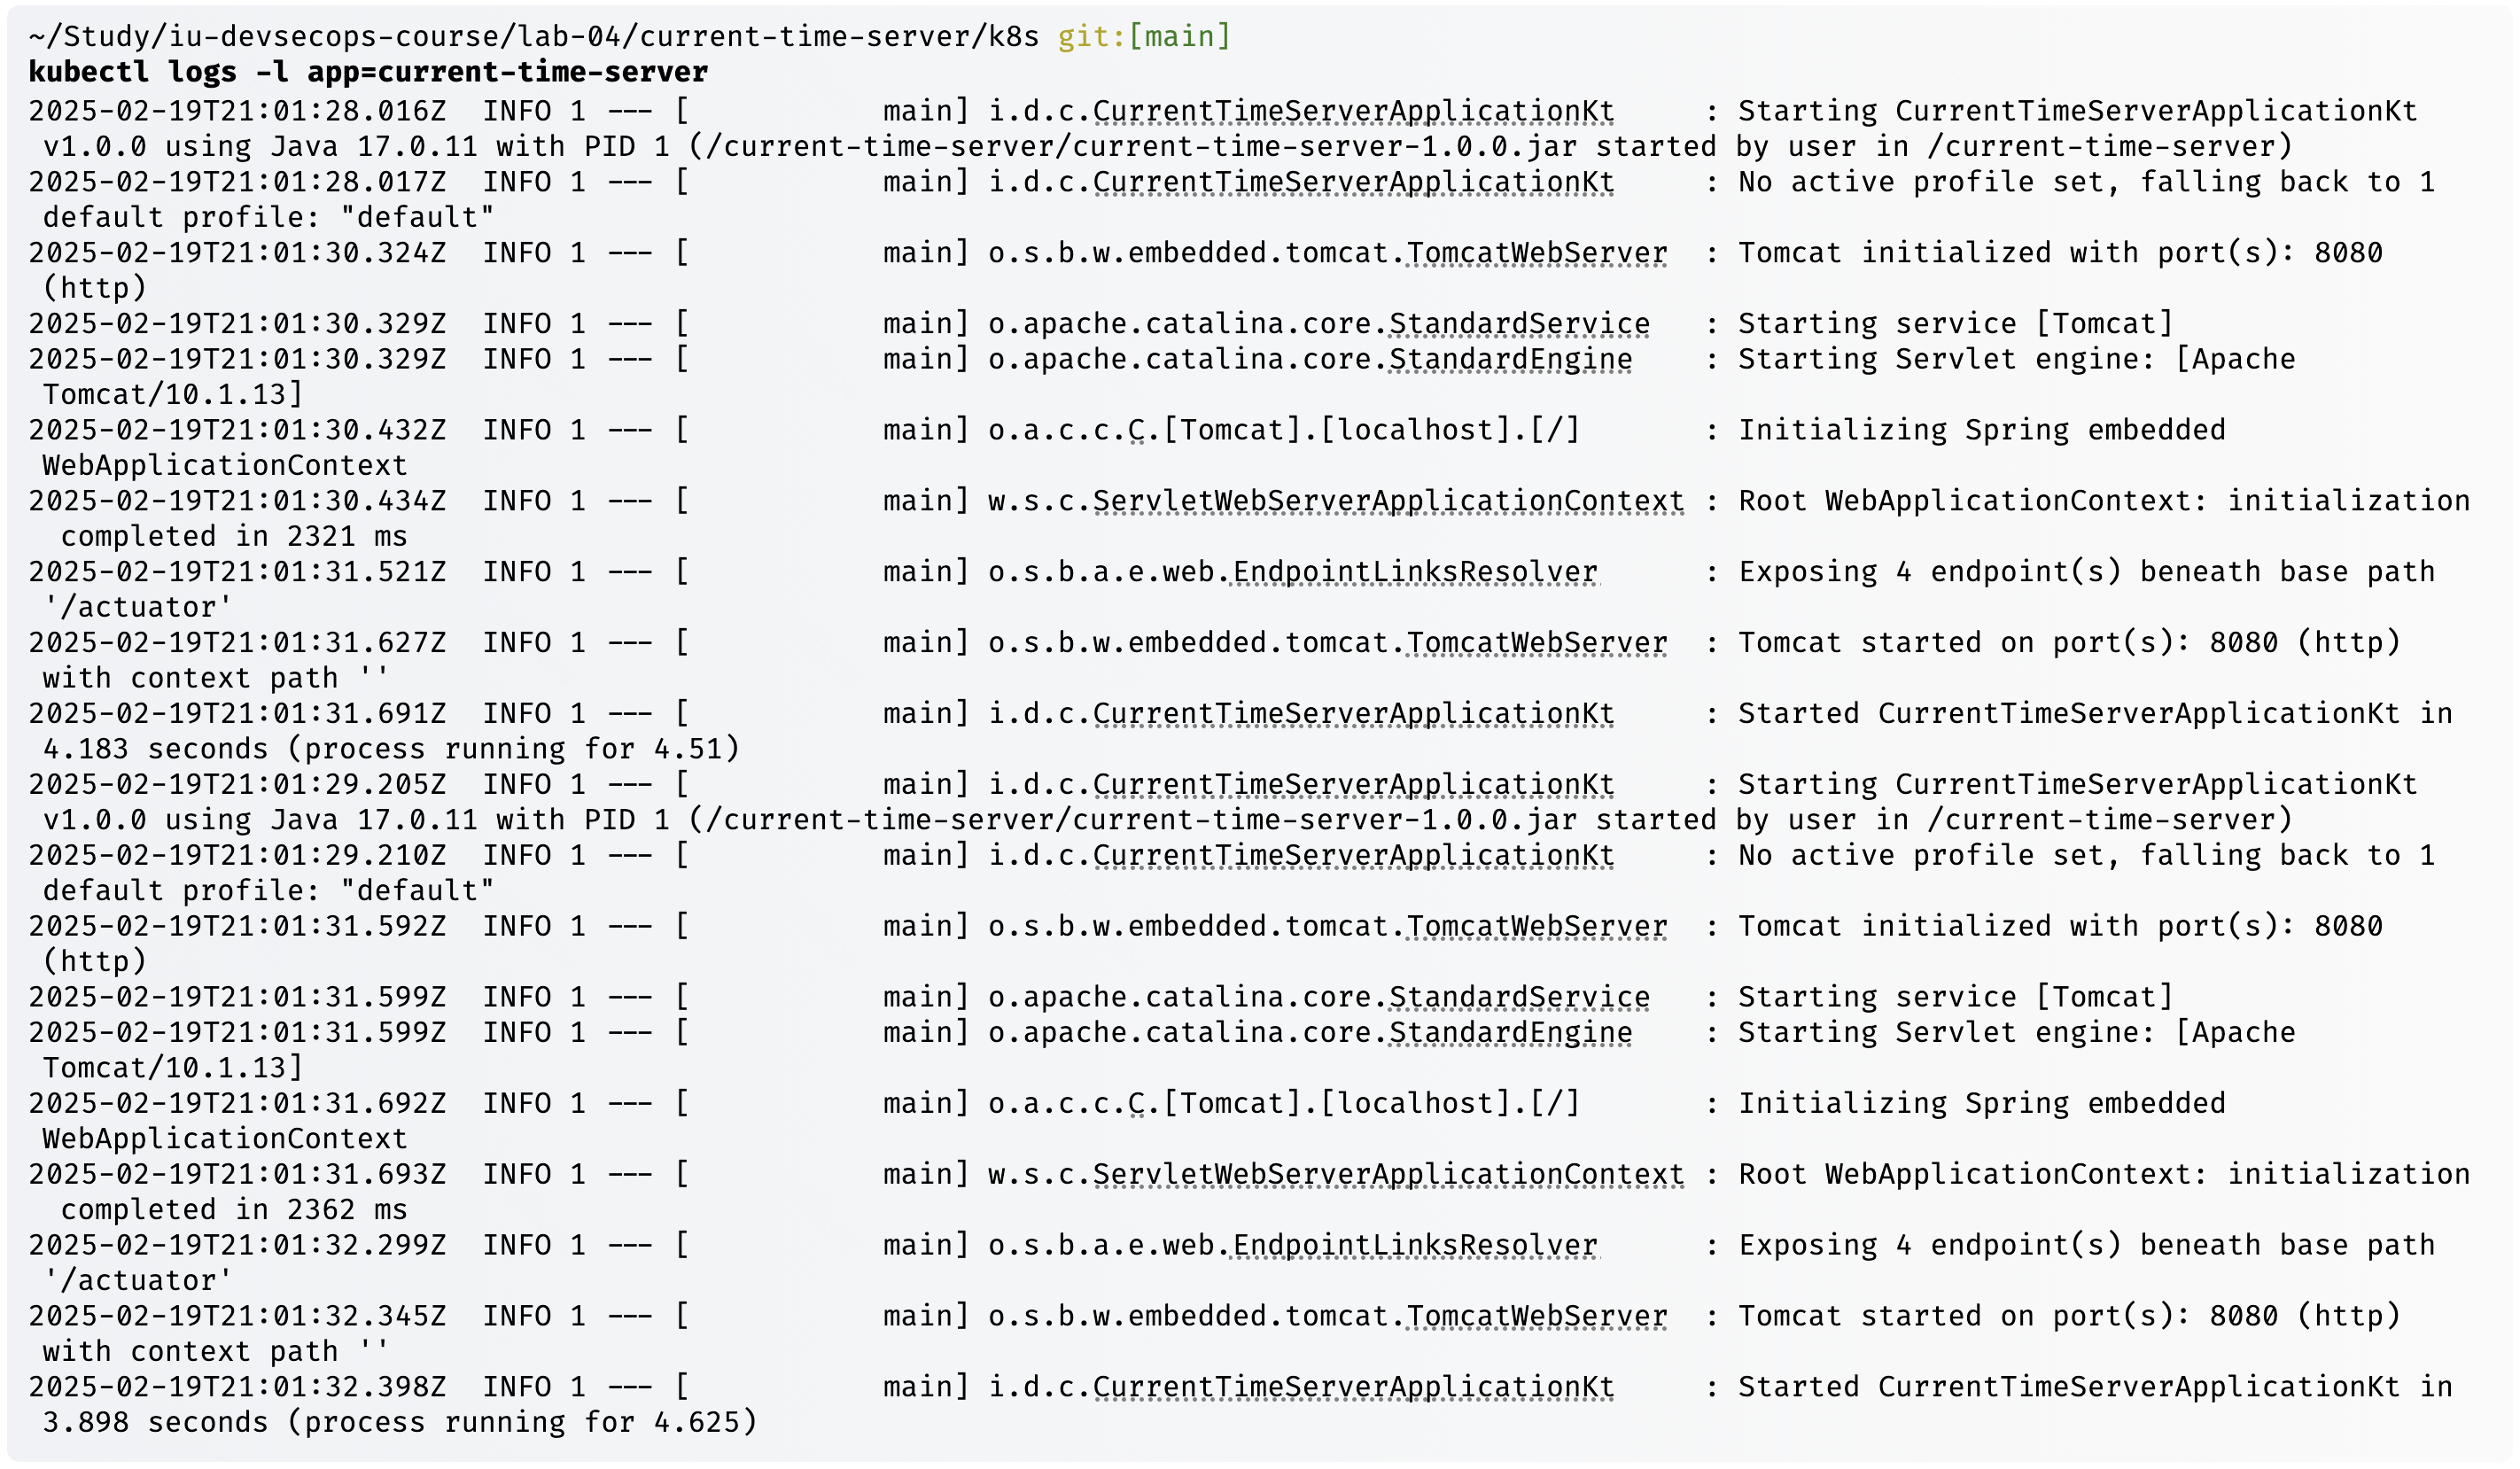 ~/Study/iu-devsecops-course/lab-04/current-time-server/k8s git:[main]
kubectl logs -l app=current-time-server
2025-02-19T21:01:28.016Z  INFO 1 --- [           main] i.d.c.CurrentTimeServerApplicationKt     : Starting CurrentTimeServerApplicationKt
v1.0.0 using Java 17.0.11 with PID 1 (/current-time-server/current-time-server-1.0.0.jar started by user in /current-time-server)
2025-02-19T21:01:28.017Z  INFO 1 --- [           main] i.d.c.CurrentTimeServerApplicationKt     : No active profile set, falling back to 1
default profile: "default"
2025-02-19T21:01:30.324Z  INFO 1 --- [           main] o.s.b.w.embedded.tomcat.TomcatWebServer  : Tomcat initialized with port(s): 8080
(http)
2025-02-19T21:01:30.329Z  INFO 1 --- [           main] o.apache.catalina.core.StandardService   : Starting service [Tomcat]
2025-02-19T21:01:30.329Z  INFO 1 --- [           main] o.apache.catalina.core.StandardEngine    : Starting Servlet engine: [Apache
Tomcat/10.1.13]
2025-02-19T21:01:30.432Z  INFO 1 --- [           main] o.a.c.c.C.[Tomcat].[localhost].[/]       : Initializing Spring embedded
WebApplicationContext
2025-02-19T21:01:30.434Z  INFO 1 --- [           main] w.s.c.ServletWebServerApplicationContext : Root WebApplicationContext: initialization
completed in 2321 ms
2025-02-19T21:01:31.521Z  INFO 1 --- [           main] o.s.b.a.e.web.EndpointLinksResolver      : Exposing 4 endpoint(s) beneath base path
'/actuator'
2025-02-19T21:01:31.627Z  INFO 1 --- [           main] o.s.b.w.embedded.tomcat.TomcatWebServer  : Tomcat started on port(s): 8080 (http)
with context path ''
2025-02-19T21:01:31.691Z  INFO 1 --- [           main] i.d.c.CurrentTimeServerApplicationKt     : Started CurrentTimeServerApplicationKt in
4.183 seconds (process running for 4.51)
2025-02-19T21:01:29.205Z  INFO 1 --- [           main] i.d.c.CurrentTimeServerApplicationKt     : Starting CurrentTimeServerApplicationKt
v1.0.0 using Java 17.0.11 with PID 1 (/current-time-server/current-time-server-1.0.0.jar started by user in /current-time-server)
2025-02-19T21:01:29.210Z  INFO 1 --- [           main] i.d.c.CurrentTimeServerApplicationKt     : No active profile set, falling back to 1
default profile: "default"
2025-02-19T21:01:31.592Z  INFO 1 --- [           main] o.s.b.w.embedded.tomcat.TomcatWebServer  : Tomcat initialized with port(s): 8080
(http)
2025-02-19T21:01:31.599Z  INFO 1 --- [           main] o.apache.catalina.core.StandardService   : Starting service [Tomcat]
2025-02-19T21:01:31.599Z  INFO 1 --- [           main] o.apache.catalina.core.StandardEngine    : Starting Servlet engine: [Apache
Tomcat/10.1.13]
2025-02-19T21:01:31.692Z  INFO 1 --- [           main] o.a.c.c.C.[Tomcat].[localhost].[/]       : Initializing Spring embedded
WebApplicationContext
2025-02-19T21:01:31.693Z  INFO 1 --- [           main] w.s.c.ServletWebServerApplicationContext : Root WebApplicationContext: initialization
completed in 2362 ms
2025-02-19T21:01:32.299Z  INFO 1 --- [           main] o.s.b.a.e.web.EndpointLinksResolver      : Exposing 4 endpoint(s) beneath base path
'/actuator'
2025-02-19T21:01:32.345Z  INFO 1 --- [           main] o.s.b.w.embedded.tomcat.TomcatWebServer  : Tomcat started on port(s): 8080 (http)
with context path ''
2025-02-19T21:01:32.398Z  INFO 1 --- [           main] i.d.c.CurrentTimeServerApplicationKt     : Started CurrentTimeServerApplicationKt in
3.898 seconds (process running for 4.625)